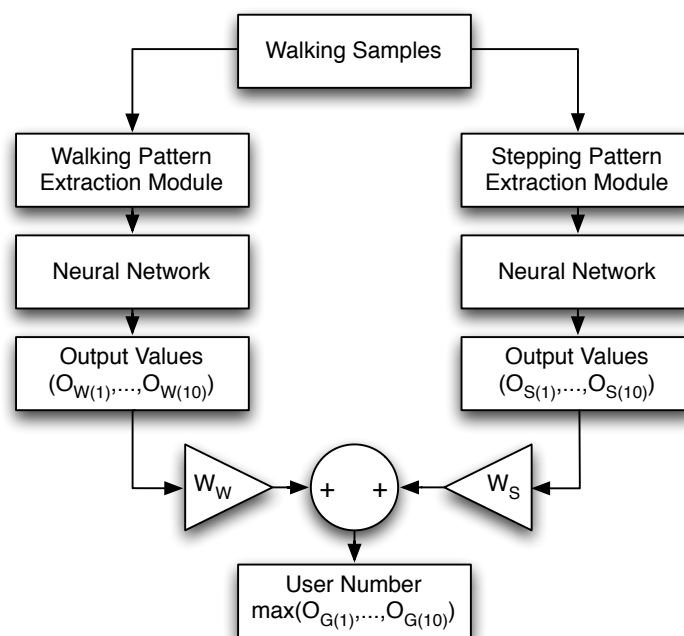 Walking Samples
Walking Pattern
Extraction Module
Stepping Pattern
Extraction Module
Neural Network
Neural Network
Output Values
(O_W(1),...,O_W(10))
Output Values
(O_S(1),...,O_S(10))
W_W
+ +
W_S
User Number
max(O_G(1),...,O_G(10))